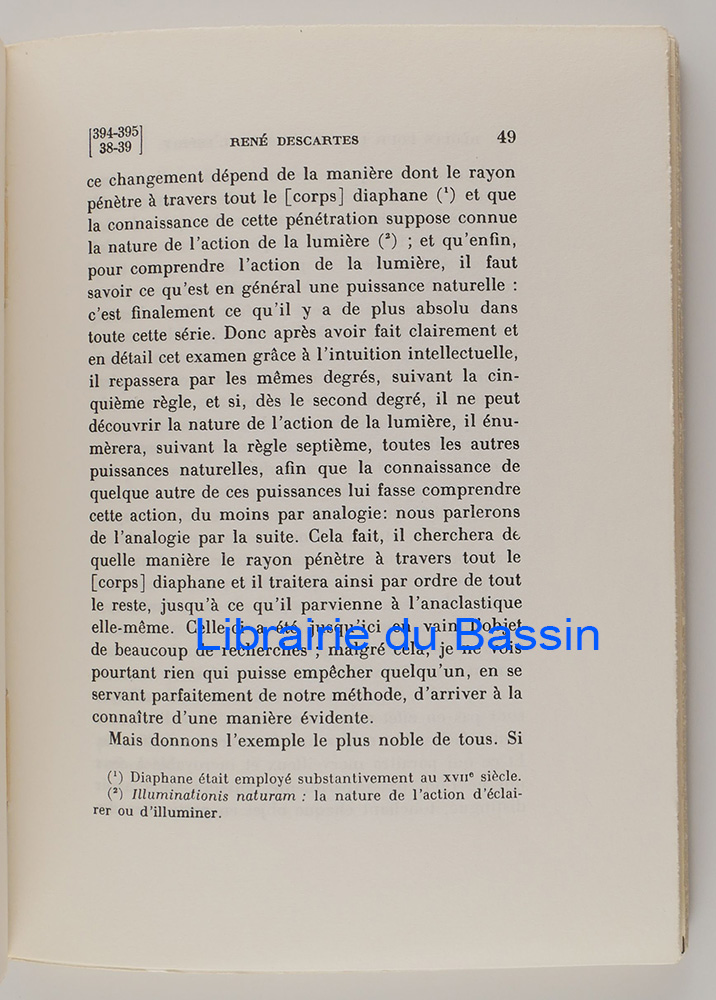 [394-395]
[38-39]
RENÉ DESCARTES
49
ce changement dépend de la manière dont le rayon
pénètre à travers tout le [corps] diaphane (¹) et que
la connaissance de cette pénétration suppose connue
la nature de l'action de la lumière (²) ; et qu'enfin,
pour comprendre l'action de la lumière, il faut
savoir ce qu'est en général une puissance naturelle :
c'est finalement ce qu'il y a de plus absolu dans
toute cette série. Donc après avoir fait clairement et
en détail cet examen grâce à l'intuition intellectuelle,
il repassera par les mêmes degrés, suivant la cin-
quième règle, et si, dès le second degré, il ne peut
découvrir la nature de l'action de la lumière, il énu-
mèrera, suivant la règle septième, toutes les autres
puissances naturelles, afin que la connaissance de
quelque autre de ces puissances lui fasse comprendre
cette action, du moins par analogie: nous parlerons
de l'analogie par la suite. Cela fait, il cherchera de
quelle manière le rayon pénètre à travers tout le
[corps] diaphane et il traitera ainsi par ordre de tout
le reste, jusqu'à ce qu'il parvienne à l'anaclastique
elle-même. Celle-ci a été jusqu'ici en vain l'objet
de beaucoup de recherches ; malgré cela, je ne vois
Librairie du Bassin
pourtant rien qui puisse empêcher quelqu'un, en se
servant parfaitement de notre méthode, d'arriver à la
connaître d'une manière évidente.
Mais donnons l'exemple le plus noble de tous. Si
(¹) Diaphane était employé substantivement au XVIIᵉ siècle.
(²) Illuminationis naturam : la nature de l'action d'éclai-
rer ou d'illuminer.